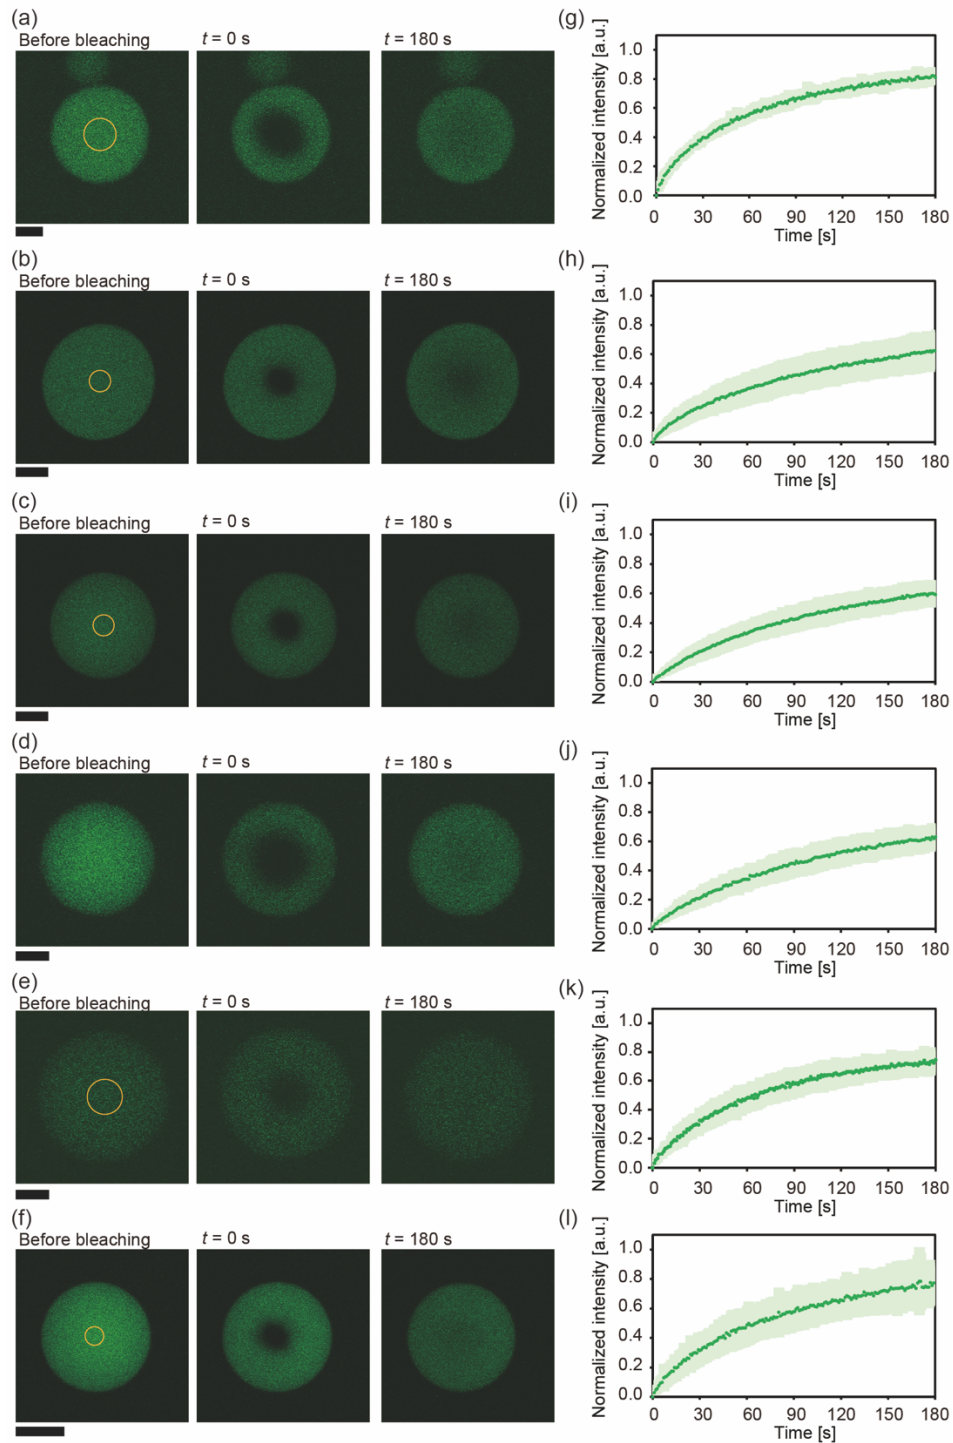 (a)
Before bleaching t = 0 s t = 180 s
(g)
Normalized intensity [a.u.]
1.0
0.8
0.6
0.4
0.2
0.0
0 30 60 90 120 150 180
Time [s]
(b)
Before bleaching t = 0 s t = 180 s
(h)
Normalized intensity [a.u.]
1.0
0.8
0.6
0.4
0.2
0.0
0 30 60 90 120 150 180
Time [s]
(c)
Before bleaching t = 0 s t = 180 s
(i)
Normalized intensity [a.u.]
1.0
0.8
0.6
0.4
0.2
0.0
0 30 60 90 120 150 180
Time [s]
(d)
Before bleaching t = 0 s t = 180 s
(j)
Normalized intensity [a.u.]
1.0
0.8
0.6
0.4
0.2
0.0
0 30 60 90 120 150 180
Time [s]
(e)
Before bleaching t = 0 s t = 180 s
(k)
Normalized intensity [a.u.]
1.0
0.8
0.6
0.4
0.2
0.0
0 30 60 90 120 150 180
Time [s]
(f)
Before bleaching t = 0 s t = 180 s
(l)
Normalized intensity [a.u.]
1.0
0.8
0.6
0.4
0.2
0.0
0 30 60 90 120 150 180
Time [s]